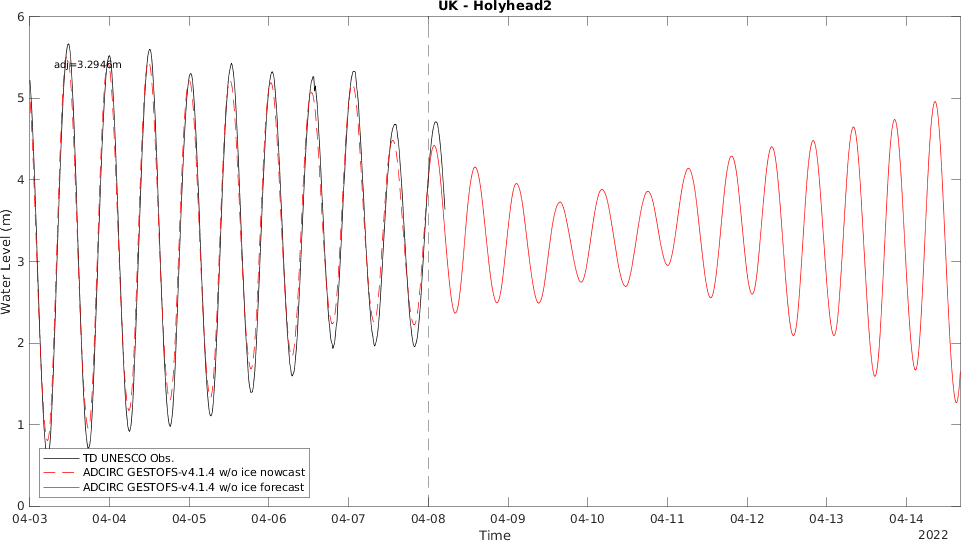 UK - Holyhead2
6
adj=3.2946m
5
4
3
2
1
0
Water Level (m)
TD UNESCO Obs.
ADCIRC GESTOFS-v4.1.4 w/o ice nowcast
ADCIRC GESTOFS-v4.1.4 w/o ice forecast
04-03 04-04 04-05 04-06 04-07 04-08 04-09 04-10 04-11 04-12 04-13 04-14
Time
2022